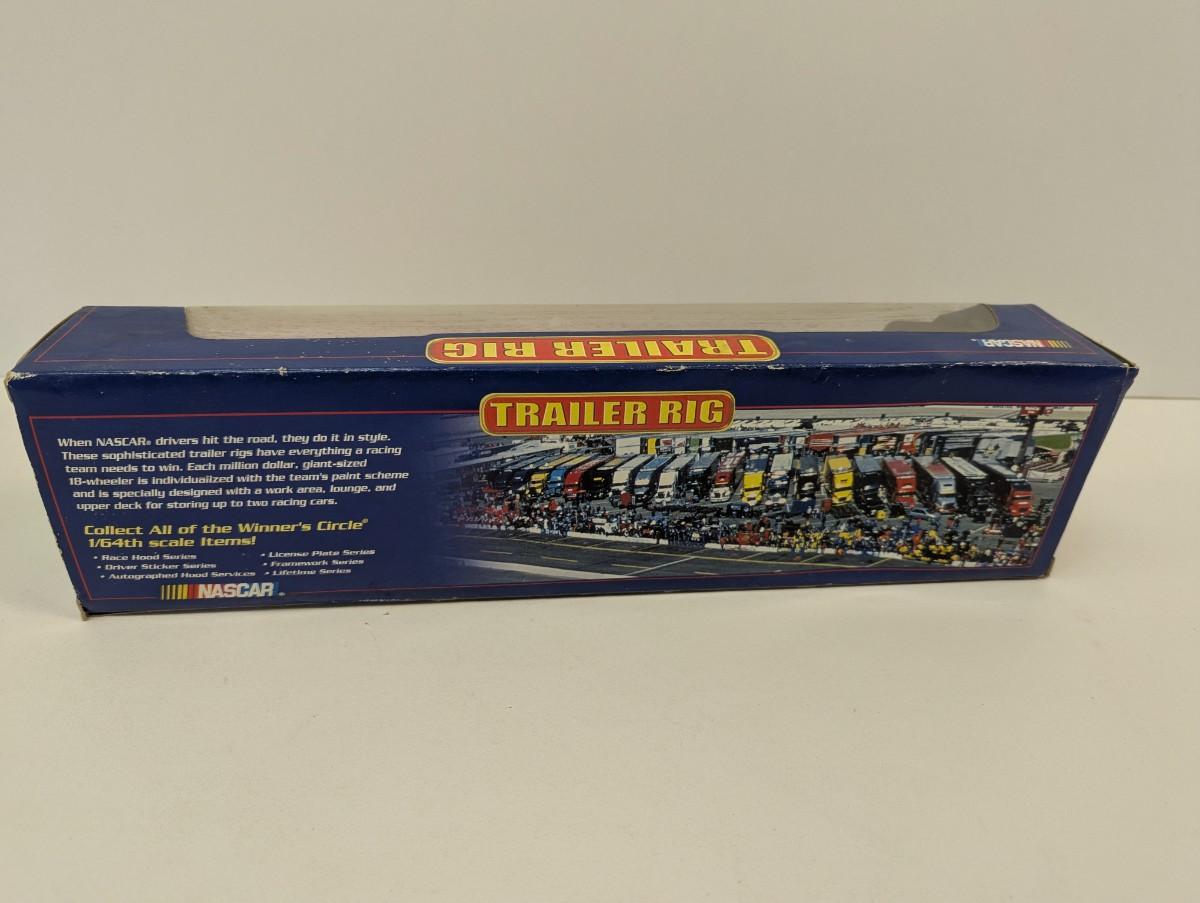 TRAILER RIG
NASCAR
TRAILER RIG
When NASCAR® drivers hit the road, they do it in style.
These sophisticated trailer rigs have everything a racing
team needs to win. Each million dollar, giant-sized
18-wheeler is individuailzed with the team's paint scheme
and is specially designed with a work area, lounge, and
upper deck for storing up to two racing cars.
Collect All of the Winner's Circle®
1/64th scale Items!
• Race Hood Series
• Driver Sticker Series
• Autographed Hood Services
• License Plate Series
• Framework Series
• Lifetime Series
NASCAR®